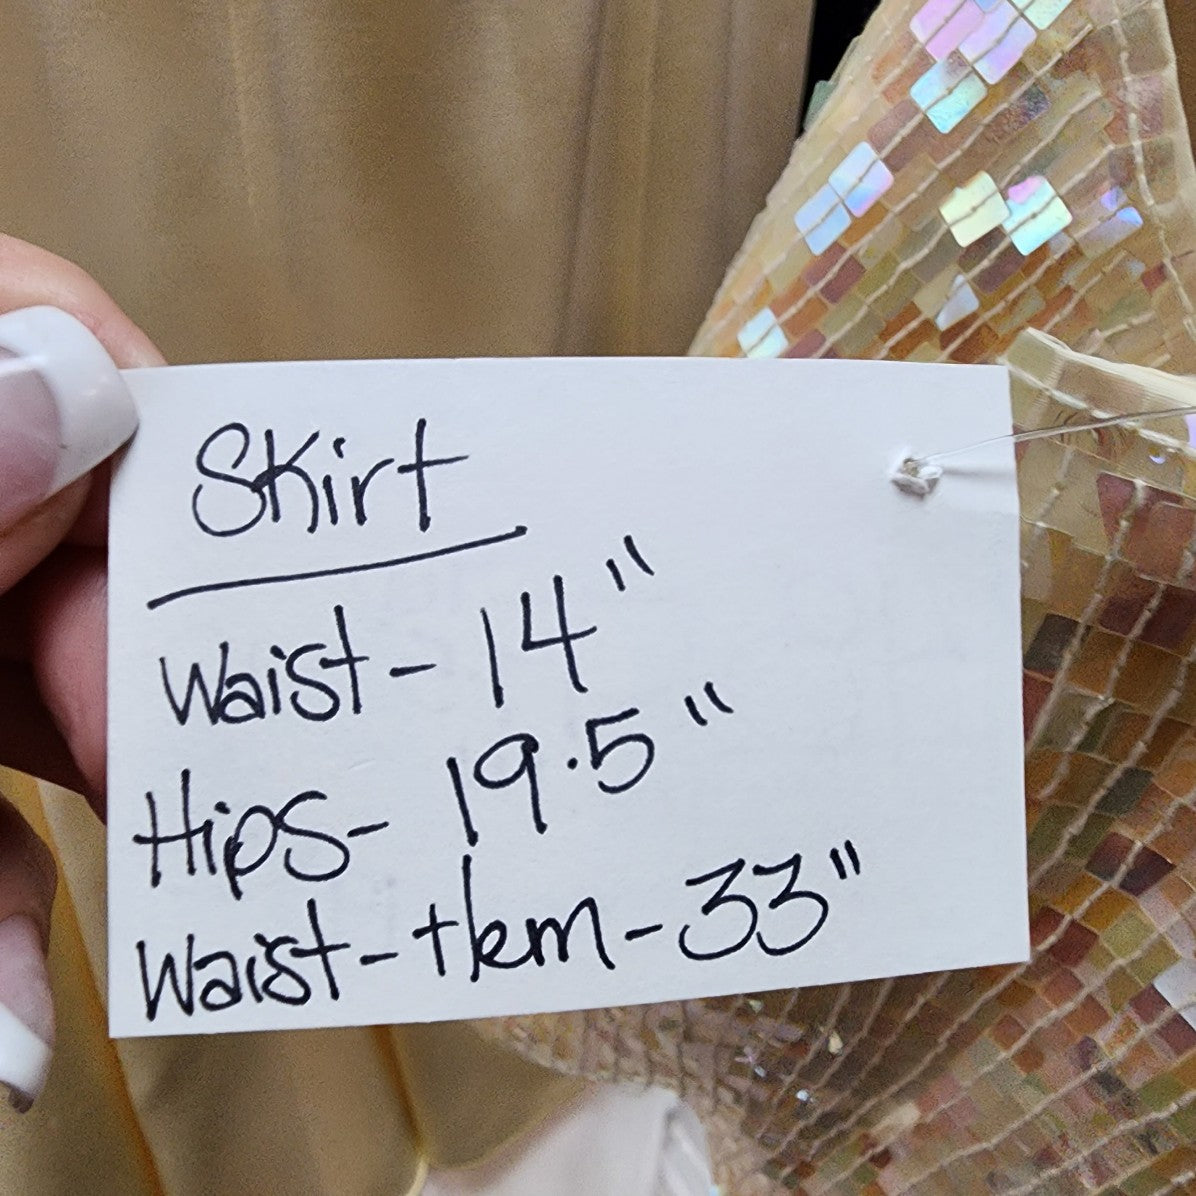 Skirt
Waist - 14"
Hips - 19.5"
Waist - Hem - 33"